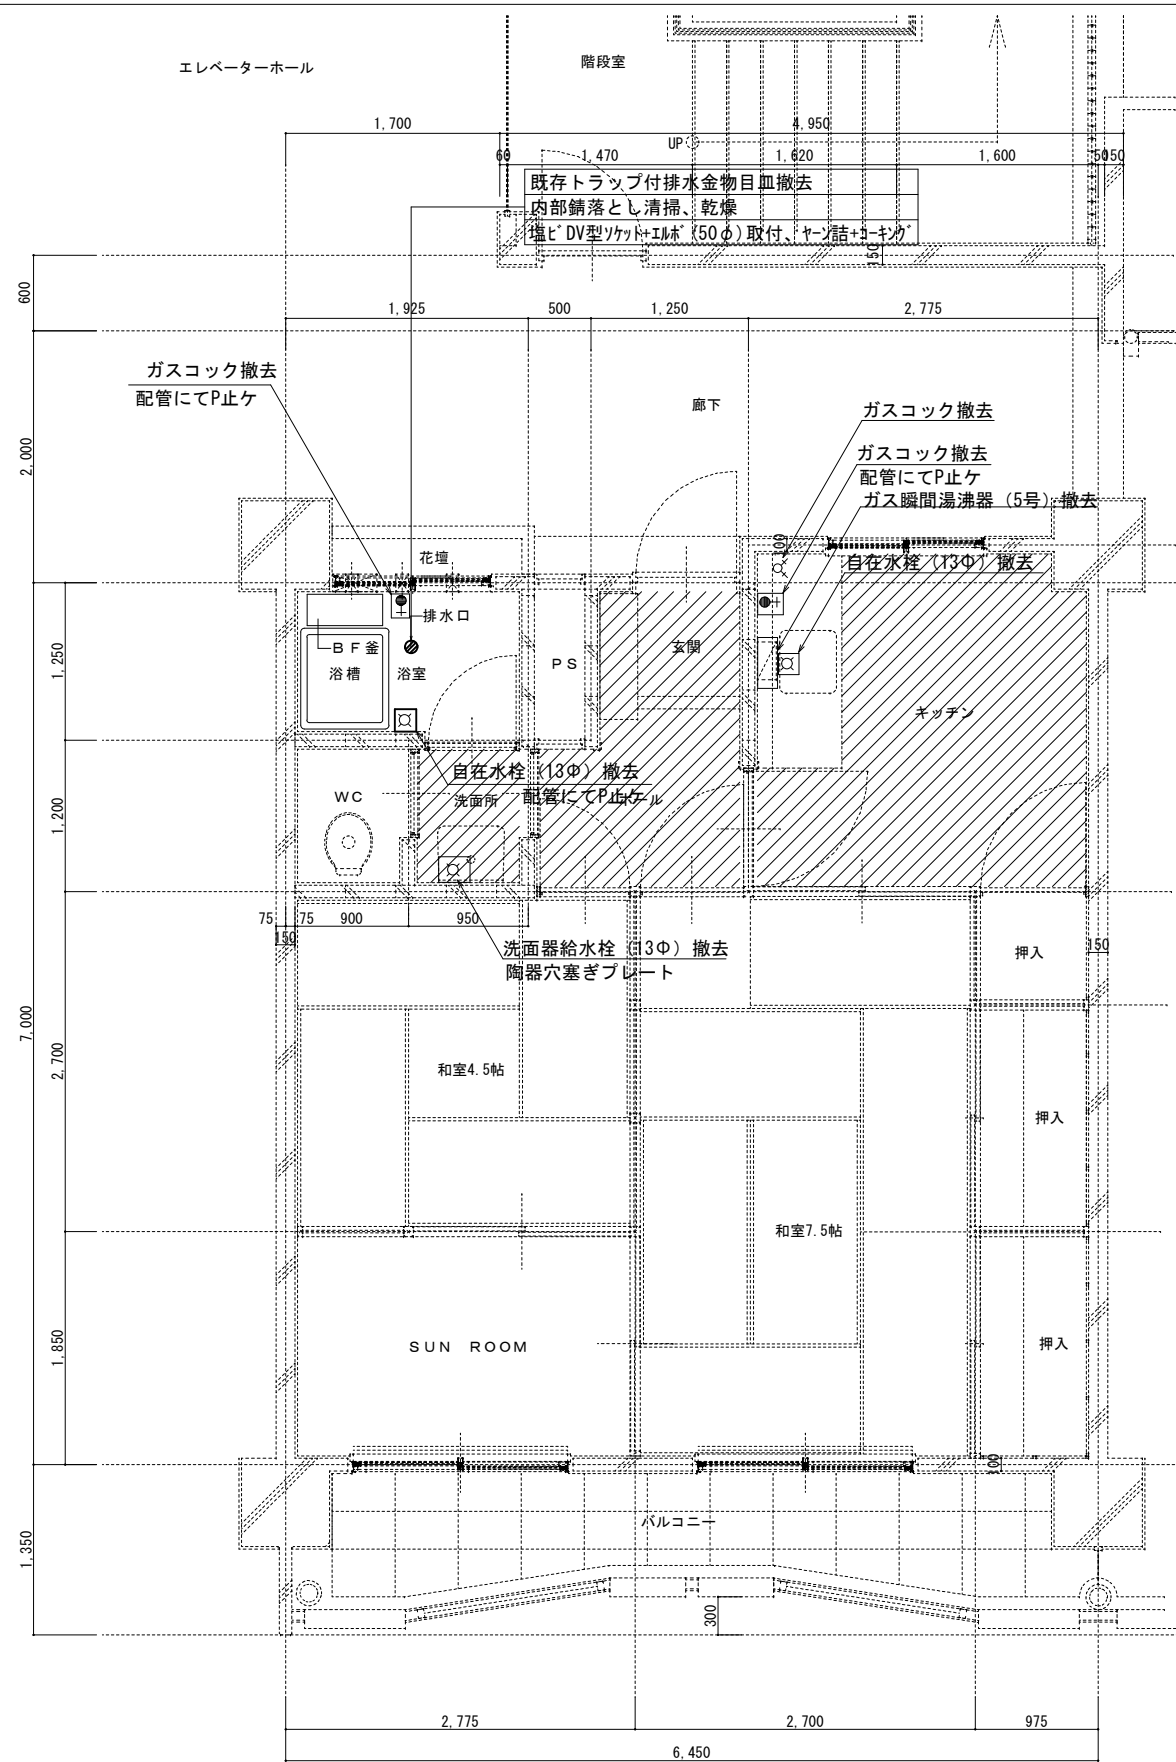 エレベーターホール
階段室
1,700
4,950
UP
60
1,470
1,620
1,600
50
50
既存トラップ付排水金物目皿撤去
内部錆落とし清掃、乾燥
塩ビDV型ソケット+エルボ(50φ)取付、ヤーン詰+コーキング
150
600
1,925
500
1,250
2,775
ガスコック撤去
配管にてP止ケ
廊下
ガスコック撤去
2,000
ガスコック撤去
配管にてP止ケ
ガス瞬間湯沸器(5号)撤去
100
花壇
自在水栓(13Φ)撤去
排水口
1,250
BF釜
浴槽
浴室
PS
玄関
キッチン
自在水栓(13Φ)撤去
WC
洗面所
配管にてP止ケ
ホール
1,200
75
75
900
950
150
洗面器給水栓(13Φ)撤去
陶器穴塞ぎプレート
押入
150
7,000
2,700
和室4.5帖
押入
和室7.5帖
1,850
SUN ROOM
押入
100
バルコニー
1,350
300
2,775
2,700
975
6,450